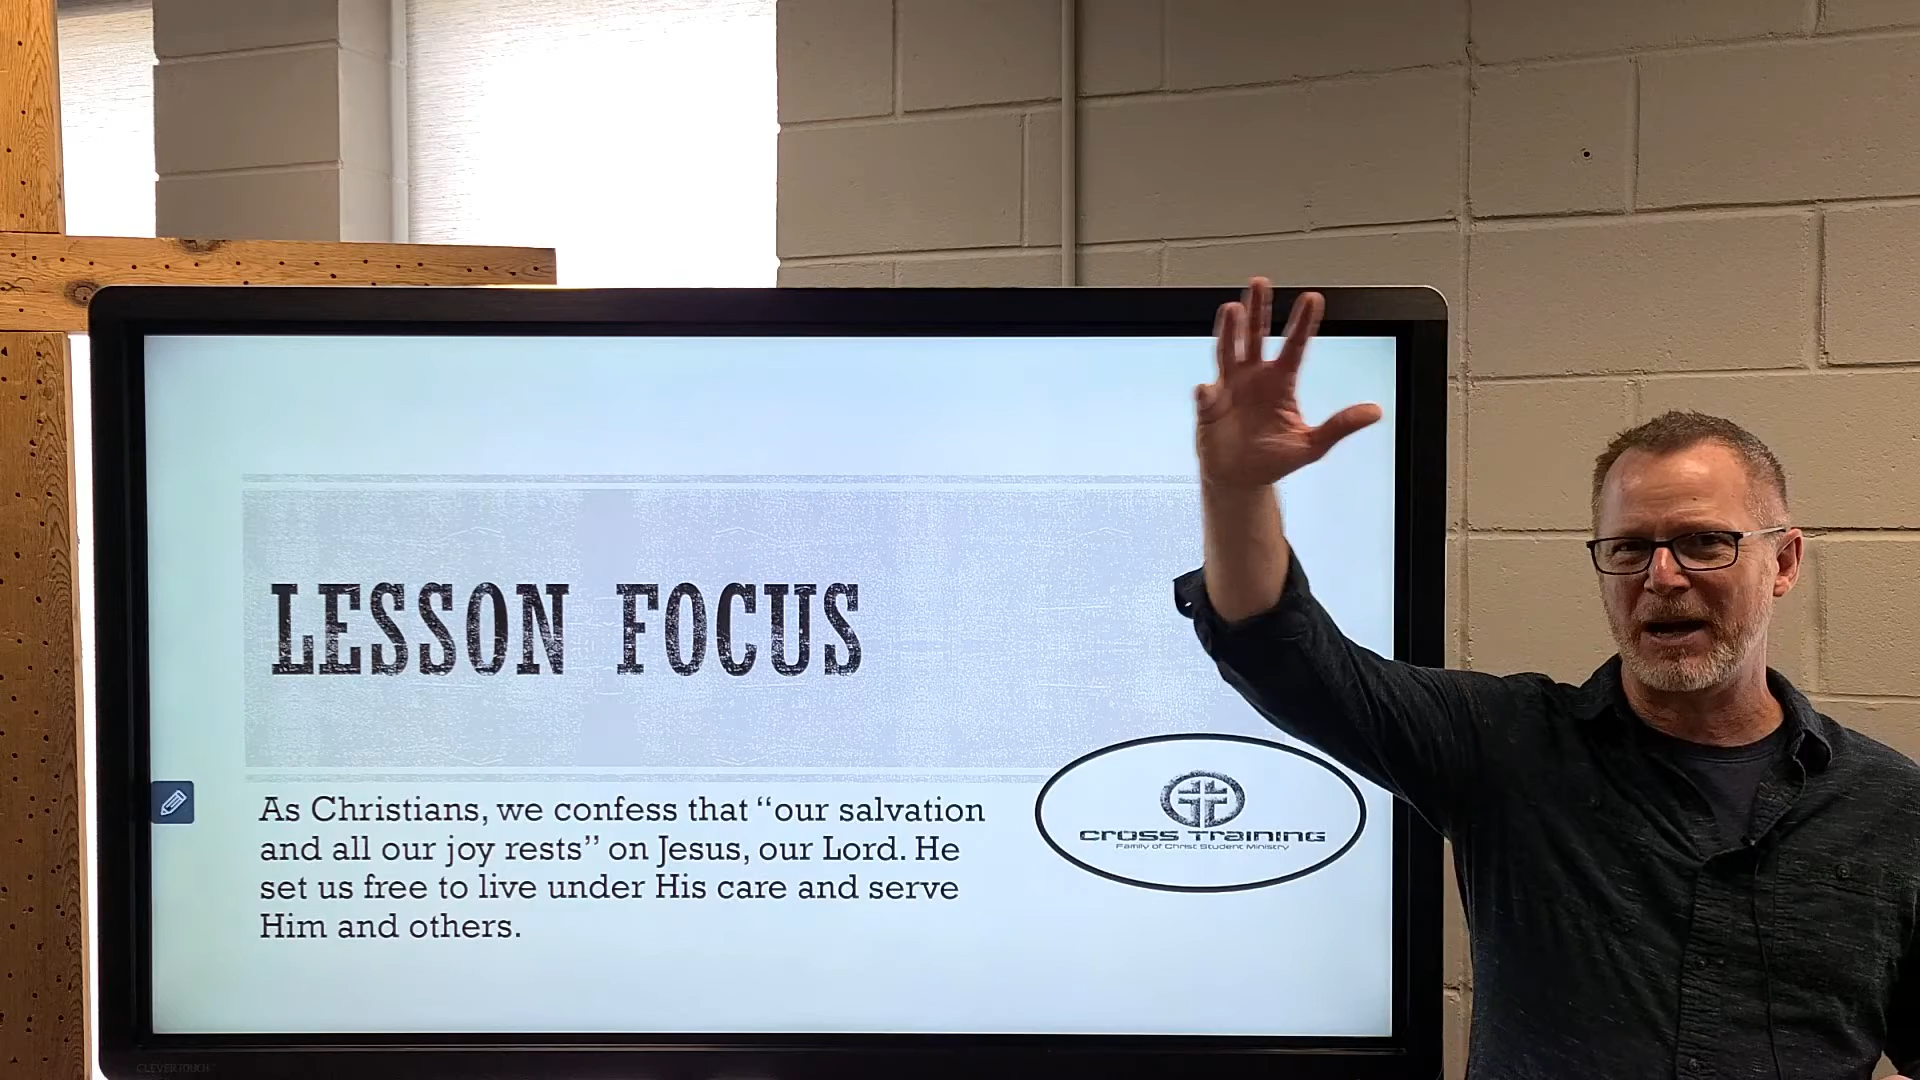 LESSON FOCUS
As Christians, we confess that “our salvation
and all our joy rests” on Jesus, our Lord. He
set us free to live under His care and serve
Him and others.
CROSS TRAINING
Family of Christ Student Ministry
CLEVERTOUCH